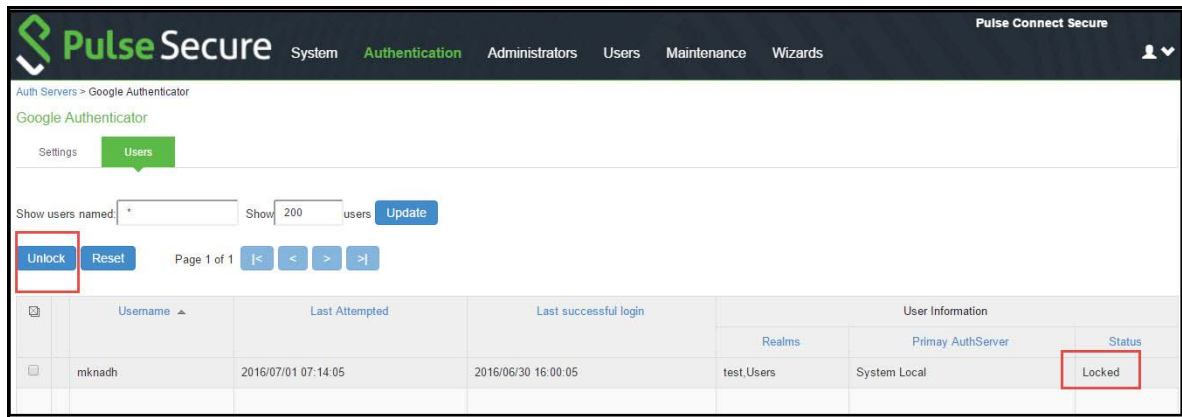 Pulse Connect Secure
Pulse Secure System Authentication Administrators Users Maintenance Wizards
Auth Servers > Google Authenticator
Google Authenticator
Settings Users
Show users named: * Show 200 users Update
Unlock Reset Page 1 of 1 |< < > >|
Username Last Attempted Last successful login User Information
Realms Primay AuthServer Status
mknadh 2016/07/01 07:14:05 2016/06/30 16:00:05 test,Users System Local Locked